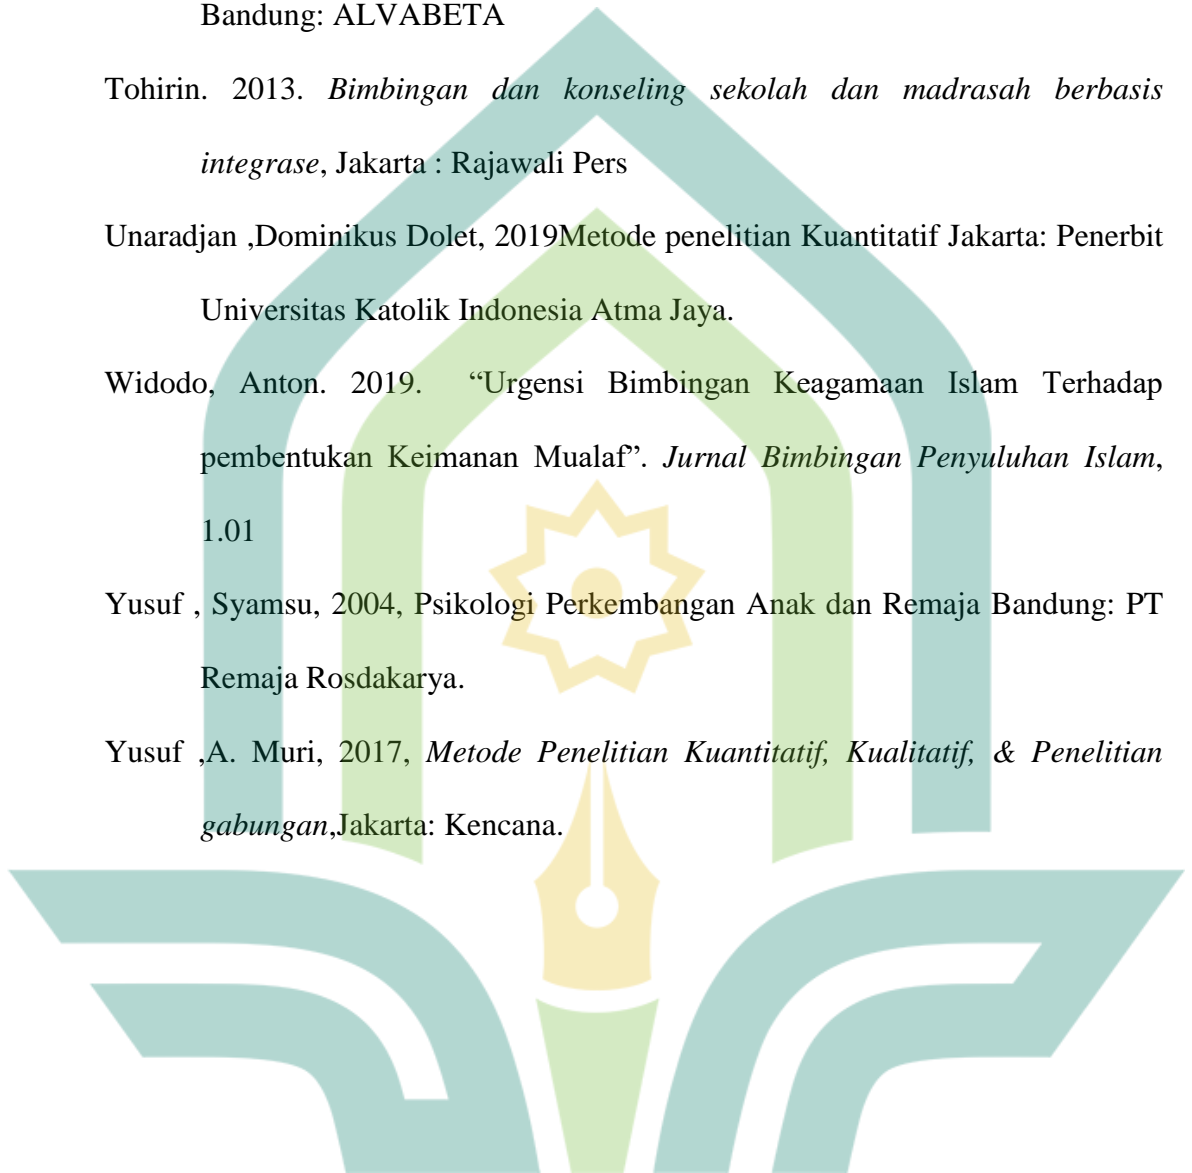 Bandung: ALVABETA
Tohirin. 2013. Bimbingan dan konseling sekolah dan madrasah berbasis
integrase, Jakarta : Rajawali Pers
Unaradjan ,Dominikus Dolet, 2019Metode penelitian Kuantitatif Jakarta: Penerbit
Universitas Katolik Indonesia Atma Jaya.
Widodo, Anton. 2019. “Urgensi Bimbingan Keagamaan Islam Terhadap
pembentukan Keimanan Mualaf”. Jurnal Bimbingan Penyuluhan Islam,
1.01
Yusuf , Syamsu, 2004, Psikologi Perkembangan Anak dan Remaja Bandung: PT
Remaja Rosdakarya.
Yusuf ,A. Muri, 2017, Metode Penelitian Kuantitatif, Kualitatif, & Penelitian
gabungan,Jakarta: Kencana.